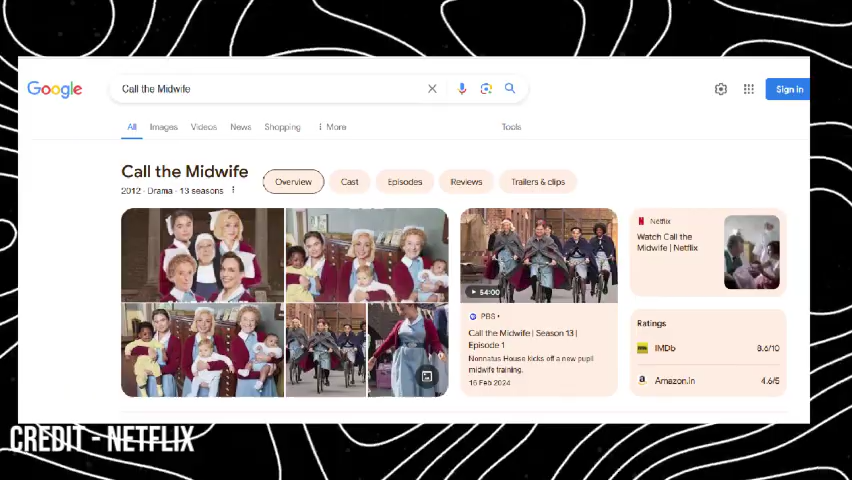 Google
Call the Midwife
Sign in
All Images Videos News Shopping More Tools
Call the Midwife
2012 · Drama · 13 seasons
Overview Cast Episodes Reviews Trailers & clips
54:00
PBS •
Call the Midwife | Season 13 |
Episode 1
Nonnatus House kicks off a new pupil
midwife training.
16 Feb 2024
Netflix
Watch Call the
Midwife | Netflix
Ratings
IMDb 8.6/10
Amazon.in 4.6/5
CREDIT - NETFLIX